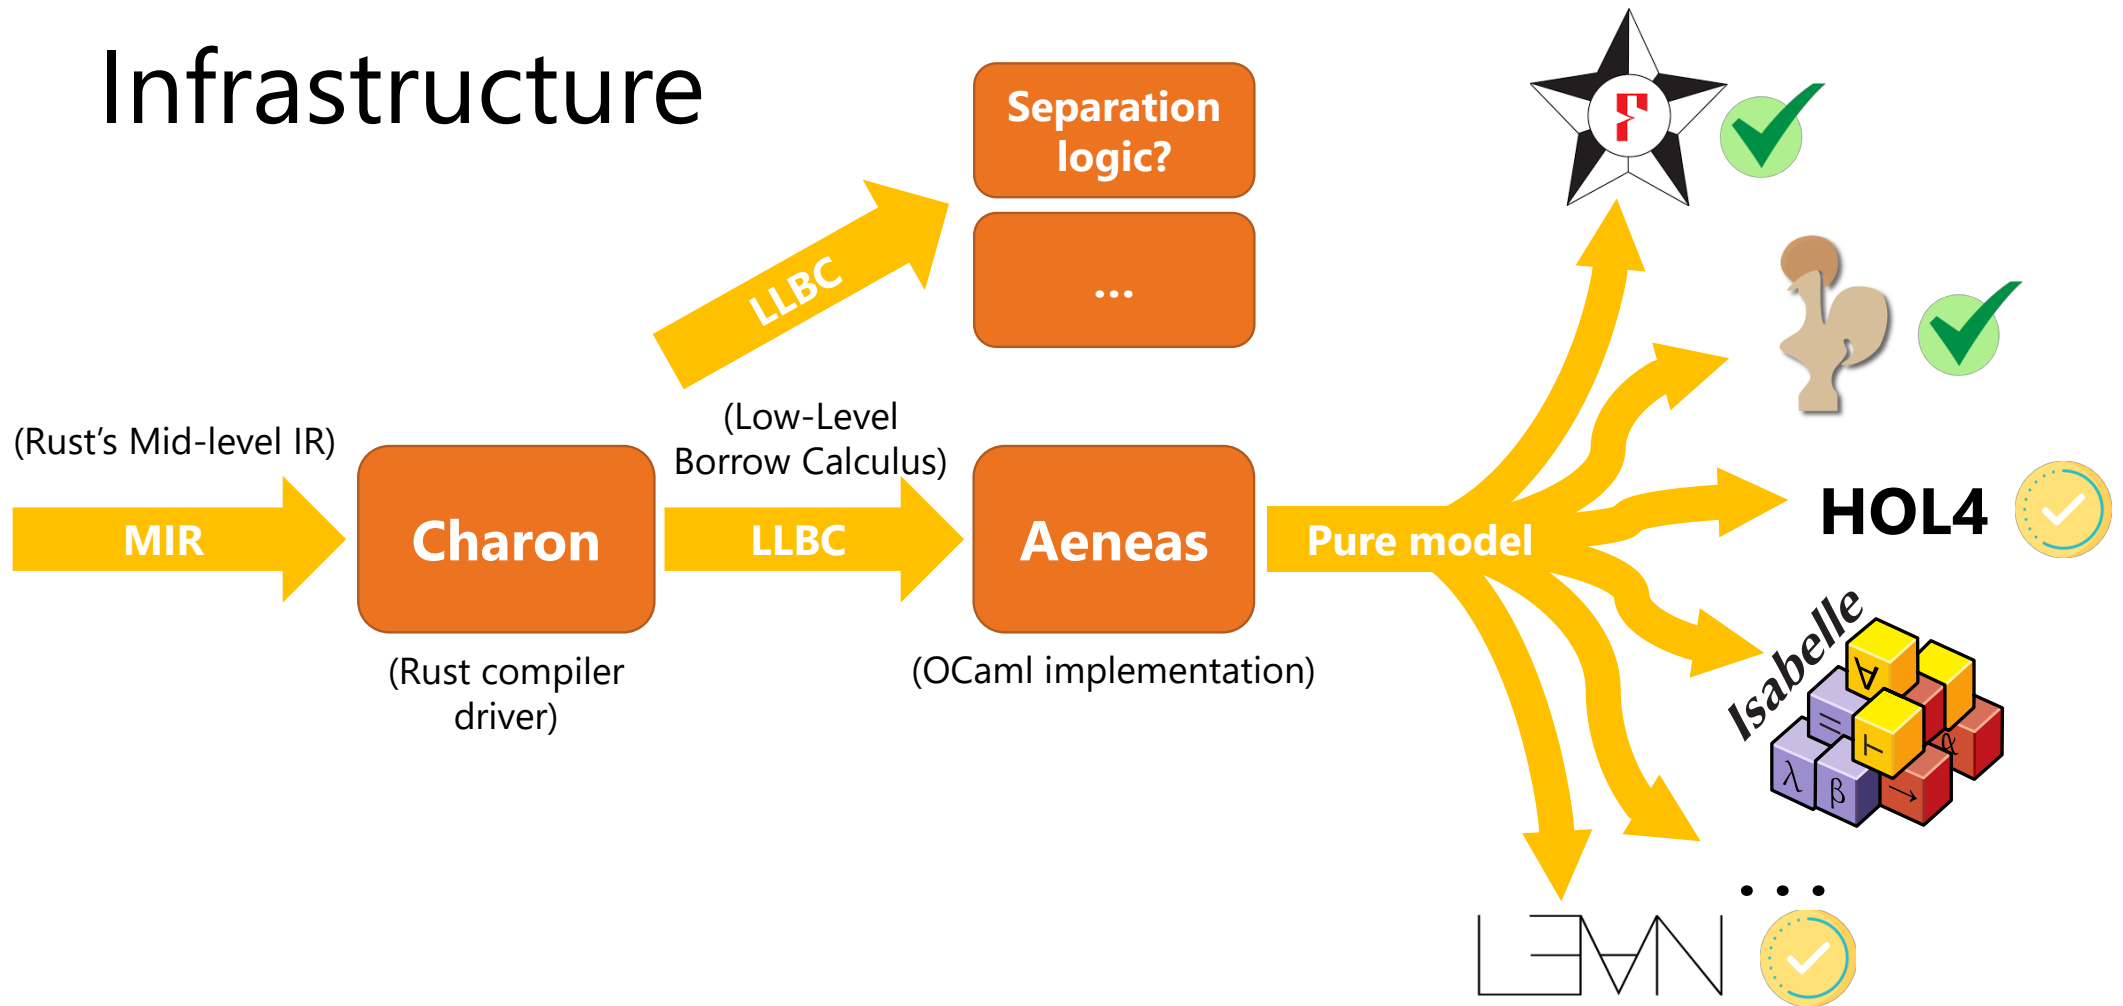 Infrastructure
Separation
logic?
...
LLBC
(Low-Level
Borrow Calculus)
(Rust's Mid-level IR)
MIR
Charon
LLBC
Aeneas
Pure model
(Rust compiler
driver)
(OCaml implementation)
F
HOL4
Isabelle
∀
=
⊢
α
λ
β
→
...
LEAN